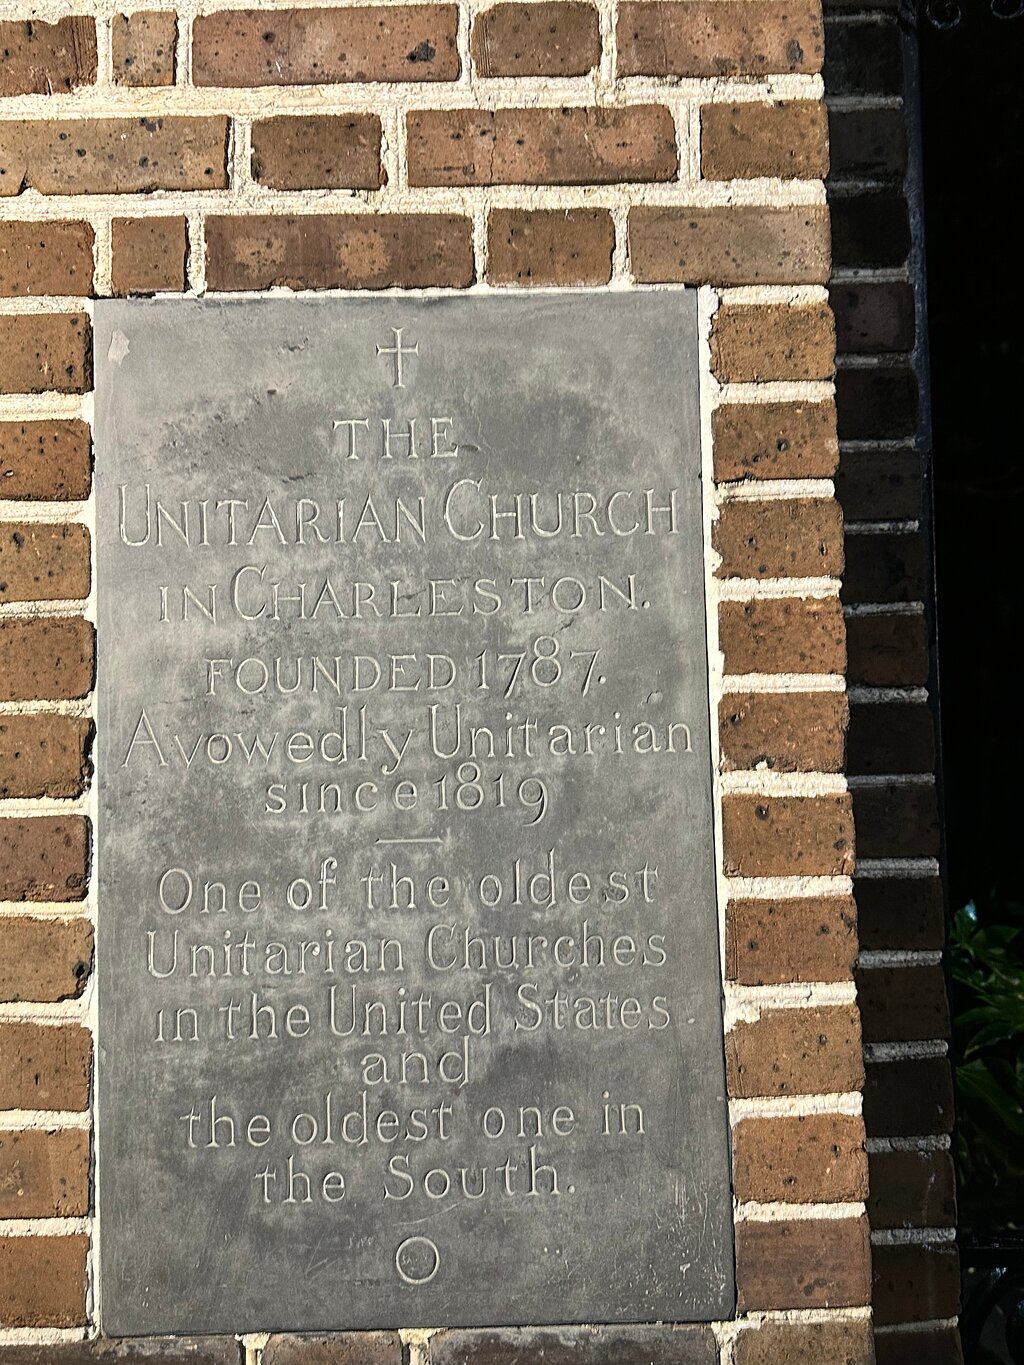 THE
UNITARIAN CHURCH
IN CHARLESTON.
FOUNDED 1787.
Avowedly Unitarian
since 1819
One of the oldest
Unitarian Churches
in the United States
and
the oldest one in
the South.